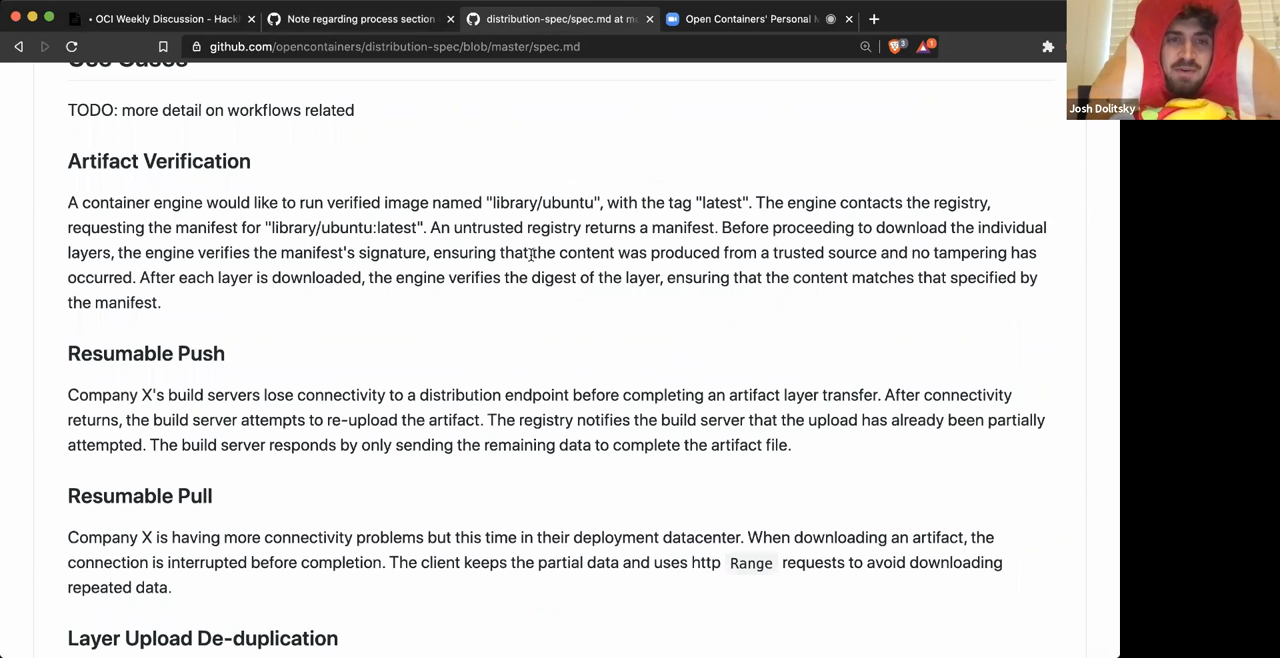 • OCI Weekly Discussion - Hack
Note regarding process section
distribution-spec/spec.md at m
Open Containers' Personal M
github.com/opencontainers/distribution-spec/blob/master/spec.md
3
1
Josh Dolitsky
Use Cases
TODO: more detail on workflows related
Artifact Verification
A container engine would like to run verified image named "library/ubuntu", with the tag "latest". The engine contacts the registry,
requesting the manifest for "library/ubuntu:latest". An untrusted registry returns a manifest. Before proceeding to download the individual
layers, the engine verifies the manifest's signature, ensuring that the content was produced from a trusted source and no tampering has
occurred. After each layer is downloaded, the engine verifies the digest of the layer, ensuring that the content matches that specified by
the manifest.
Resumable Push
Company X's build servers lose connectivity to a distribution endpoint before completing an artifact layer transfer. After connectivity
returns, the build server attempts to re-upload the artifact. The registry notifies the build server that the upload has already been partially
attempted. The build server responds by only sending the remaining data to complete the artifact file.
Resumable Pull
Company X is having more connectivity problems but this time in their deployment datacenter. When downloading an artifact, the
connection is interrupted before completion. The client keeps the partial data and uses http Range requests to avoid downloading
repeated data.
Layer Upload De-duplication